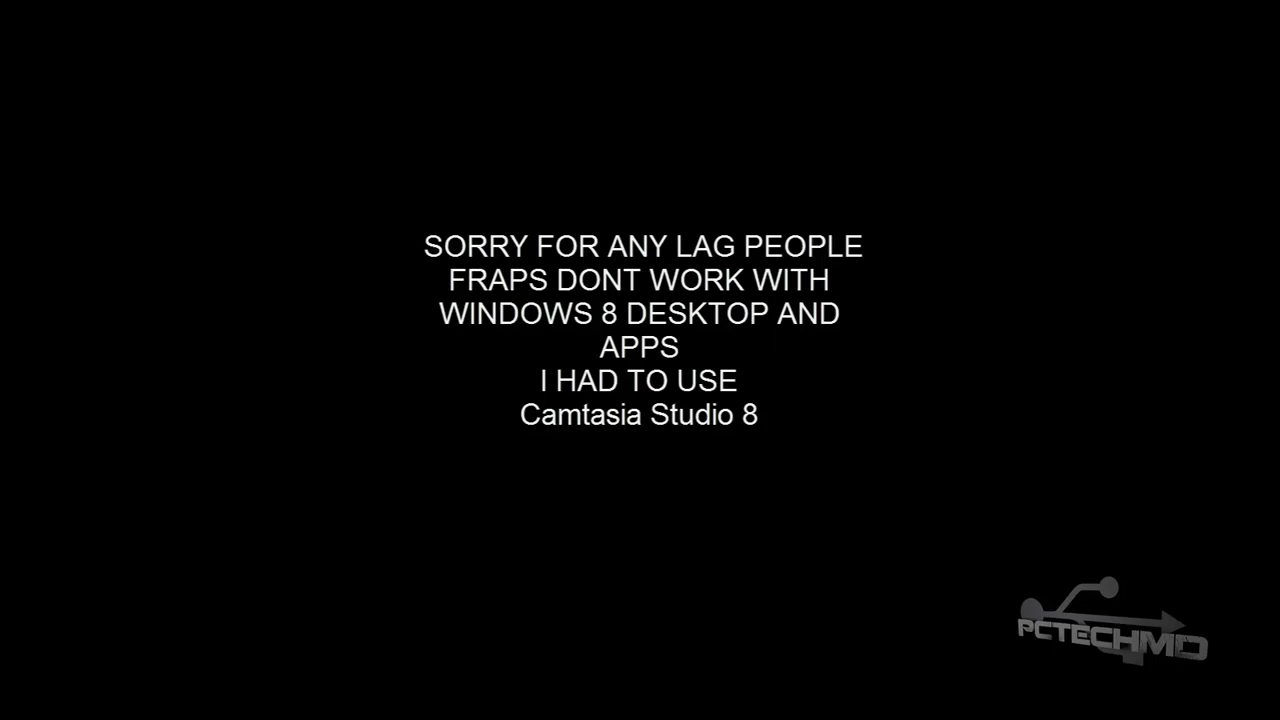 SORRY FOR ANY LAG PEOPLE
FRAPS DONT WORK WITH
WINDOWS 8 DESKTOP AND
APPS
I HAD TO USE
Camtasia Studio 8
PCTECHMD